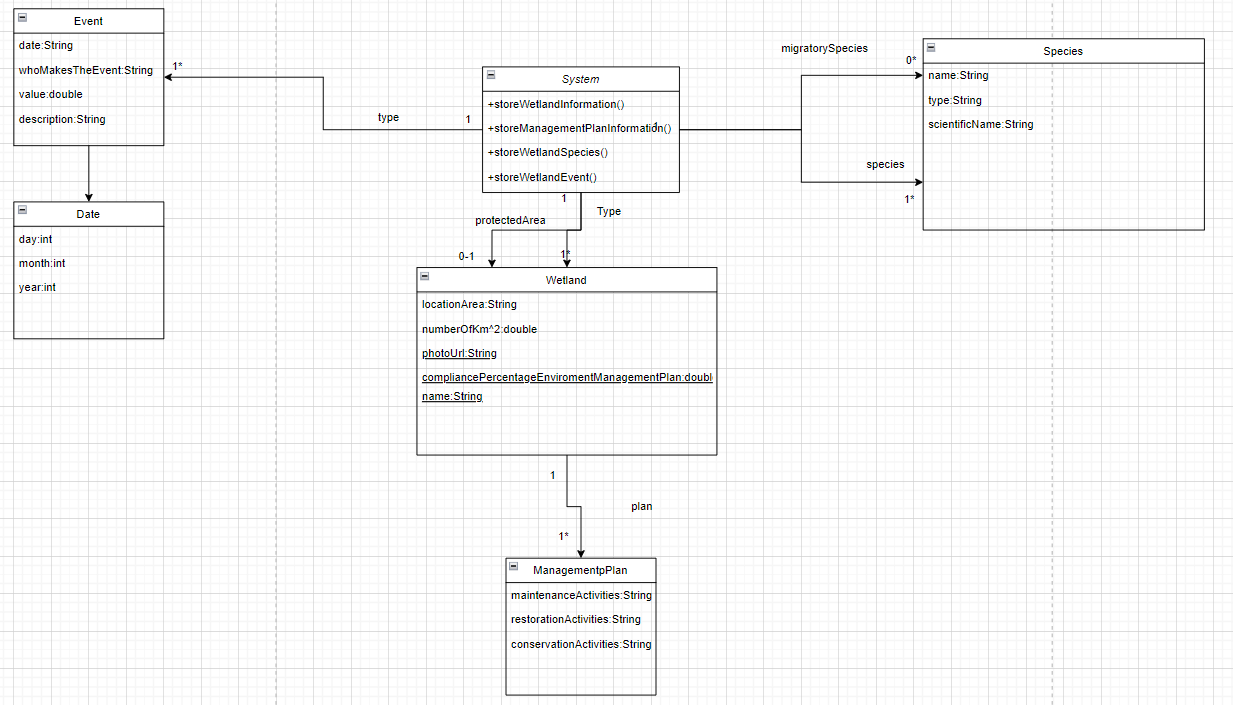 Event
date:String
whoMakesTheEvent:String
value:double
description:String
1*
type
1
Date
day:int
month:int
year:int
System
+storeWetlandInformation()
+storeManagementPlanInformation()
1
+storeWetlandSpecies()
+storeWetlandEvent()
migratorySpecies
0*
species
1*
Species
name:String
type:String
scientificName:String
1
Type
protectedArea
0-1
1*
Wetland
locationArea:String
numberOfKm^2:double
photoUrl:String
compliancePercentageEnviromentManagementPlan:doubl
name:String
1
plan
1*
ManagementpPlan
maintenanceActivities:String
restorationActivities:String
conservationActivities:String